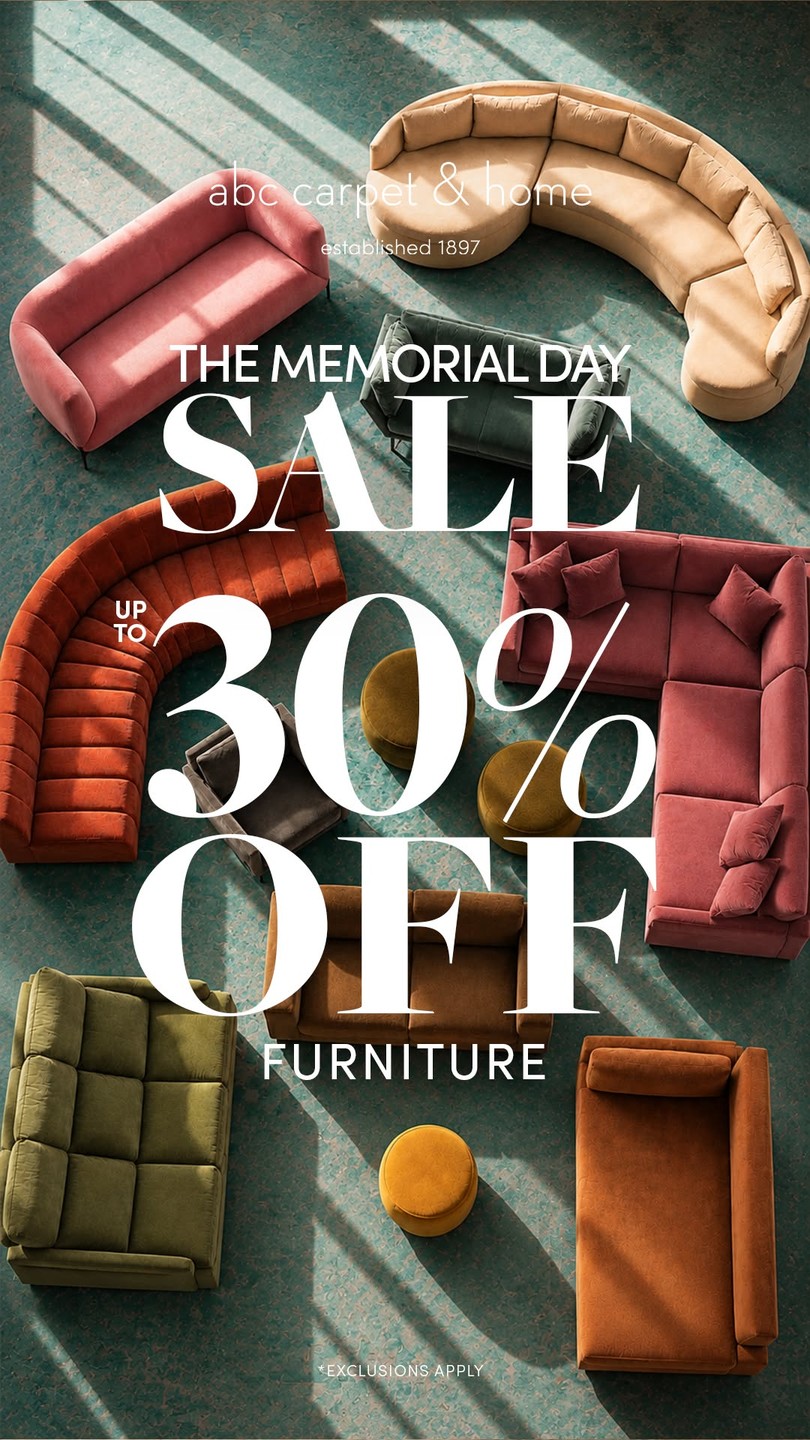 abc carpet & home
established 1897
THE MEMORIAL DAY
SALE
UP
TO
30%
OFF
FURNITURE
*EXCLUSIONS APPLY